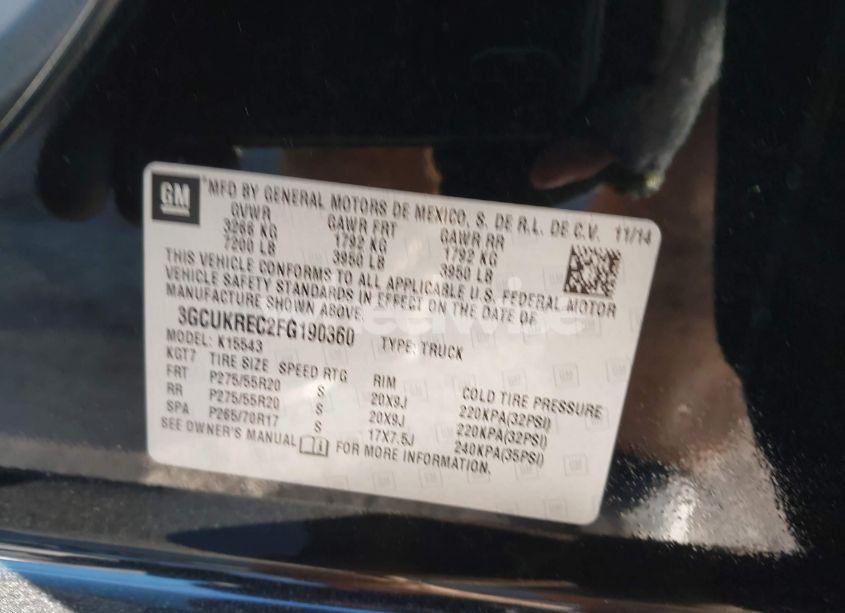 GM *MFD BY GENERAL MOTORS DE MEXICO, S. DE R.L. DE C.V. 11/14
GVWR GAWR FRT GAWR RR
3266 KG 1792 KG 1792 KG
7200 LB 3950 LB 3950 LB
THIS VEHICLE CONFORMS TO ALL APPLICABLE U.S. FEDERAL MOTOR
VEHICLE SAFETY STANDARDS IN EFFECT ON THE DATE OF
MANUFACTURE SHOWN ABOVE.
3GCUKREC2FG190360 TYPE: TRUCK
MODEL: K15543
KGT7 TIRE SIZE SPEED RTG RIM COLD TIRE PRESSURE
FRT P275/55R20 S 20X9J 220KPA(32PSI)
RR P275/55R20 S 20X9J 220KPA(32PSI)
SPA P265/70R17 S 17X7.5J 240KPA(35PSI)
SEE OWNER'S MANUAL FOR MORE INFORMATION.